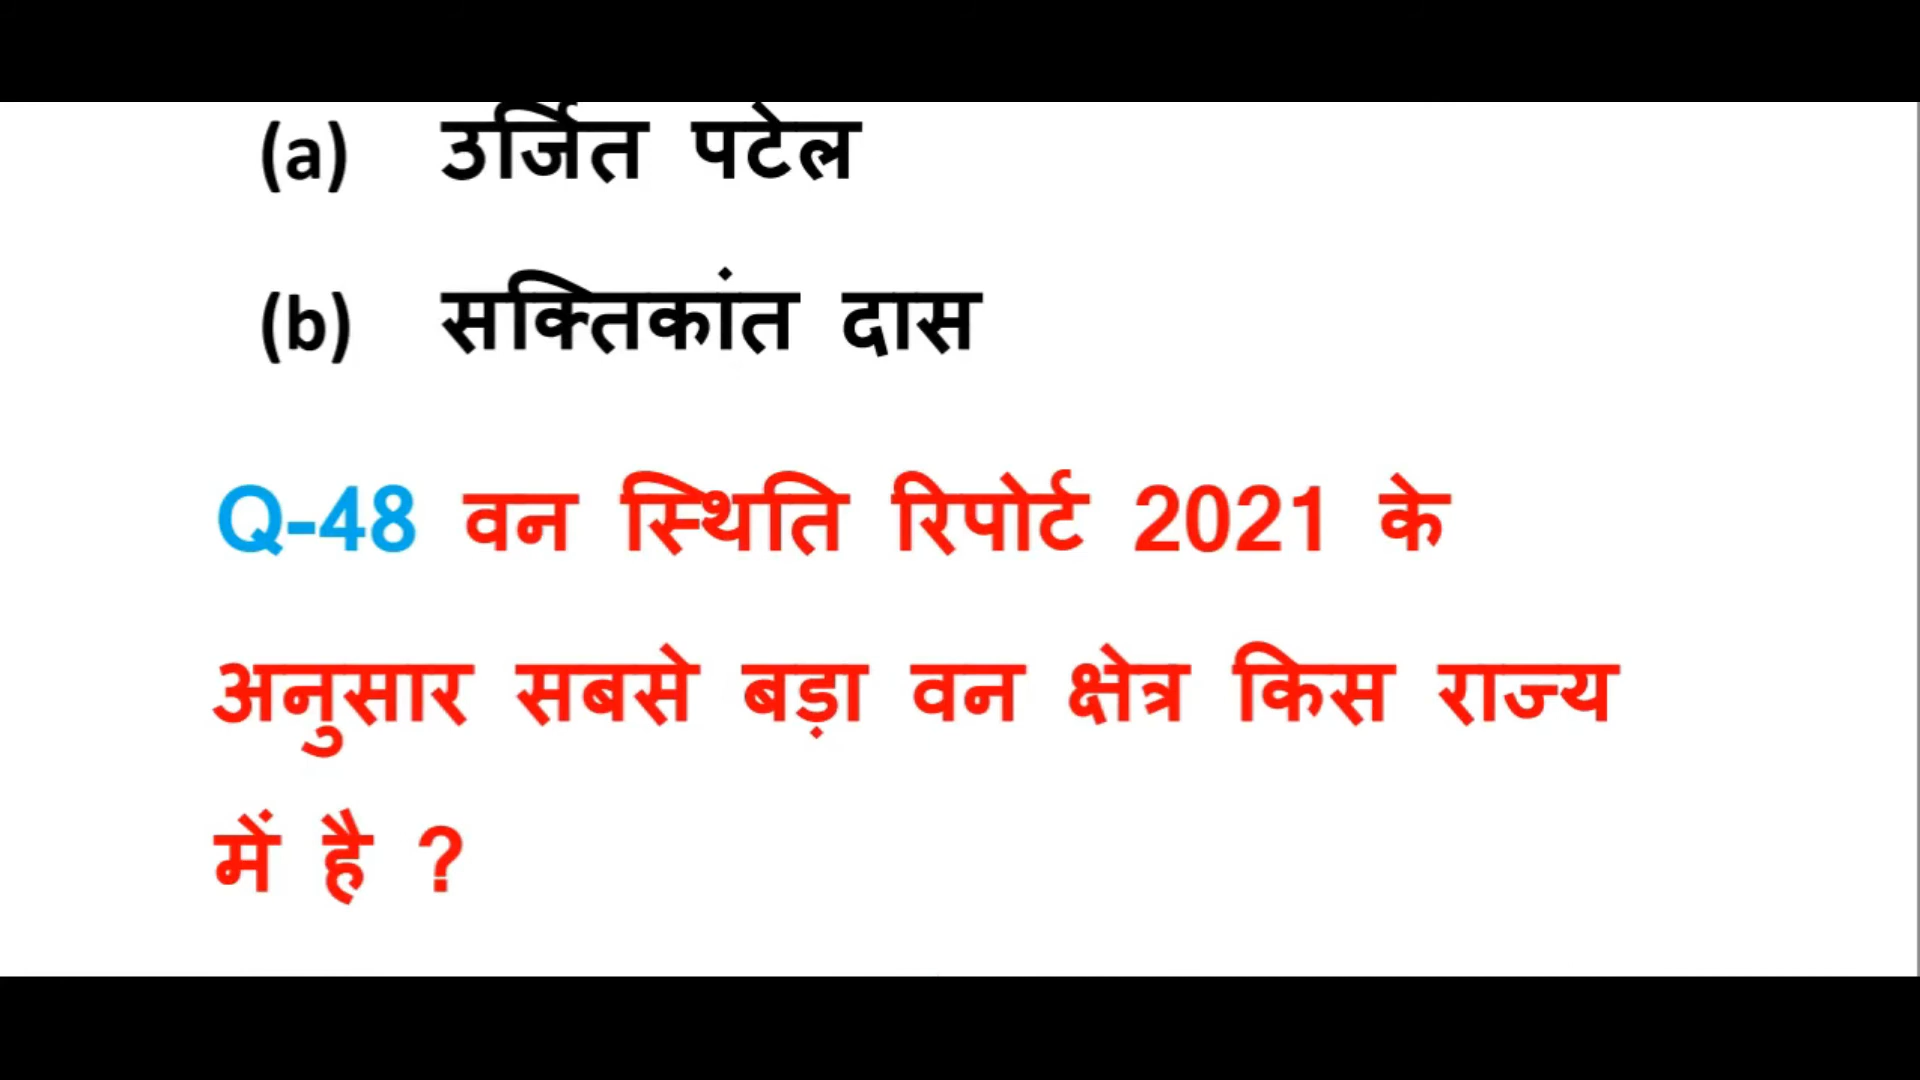 (a) उर्जित पटेल
(b) सक्तिकांत दास
Q-48 वन स्थिति रिपोर्ट 2021 के
अनुसार सबसे बड़ा वन क्षेत्र किस राज्य
में है ?